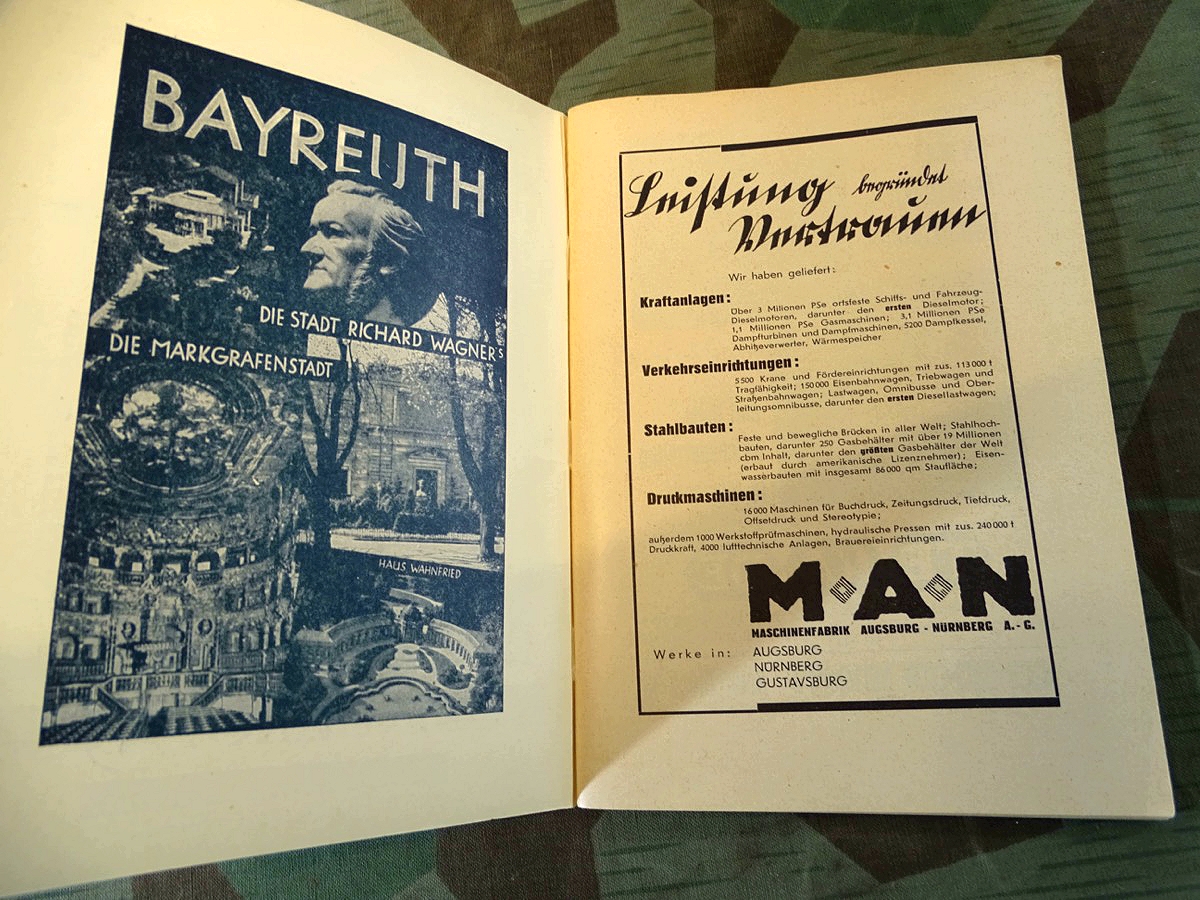 BAYREUTH
DIE STADT RICHARD WAGNER'S
DIE MARKGRAFENSTADT
HAUS WAHNFRIED
Leistung begründet
Vertrauen
Wir haben geliefert:
Kraftanlagen:
Über 3 Milionen PSe ortsfeste Schiffs- und Fahrzeug-
Dieselmotoren, darunter den ersten Dieselmotor;
1,1 Millionen PSe Gasmaschinen; 3,1 Millionen PSe
Dampfturbinen und Dampfmaschinen, 5200 Dampfkessel,
Abhitzeverwerter, Wärmespeicher
Verkehrseinrichtungen:
5500 Krane und Fördereinrichtungen mit zus. 113000 t
Tragfähigkeit; 150000 Eisenbahnwagen, Triebwagen und
Straßenbahnwagen; Lastwagen, Omnibusse und Ober-
leitungsomnibusse, darunter den ersten Diesellastwagen;
Stahlbauten:
Feste und bewegliche Brücken in aller Welt; Stahlhoch-
bauten, darunter 250 Gasbehälter mit über 19 Millionen
cbm Inhalt, darunter den größten Gasbehälter der Welt
(erbaut durch amerikanische Lizenznehmer); Eisen-
wasserbauten mit insgesamt 86000 qm Staufläche;
Druckmaschinen:
16000 Maschinen für Buchdruck, Zeitungsdruck, Tiefdruck,
Offsetdruck und Stereotypie;
außerdem 1000 Werkstoffprüfmaschinen, hydraulische Pressen mit zus. 240000 t
Druckkraft, 4000 lufttechnische Anlagen, Brauereieinrichtungen.
M·A·N
MASCHINENFABRIK AUGSBURG - NÜRNBERG A.-G.
Werke in: AUGSBURG
NÜRNBERG
GUSTAVSBURG